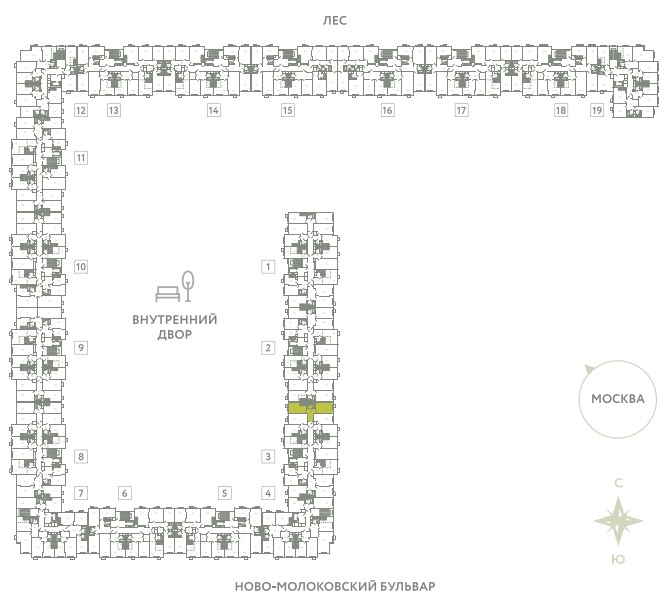 ЛЕС
12 13 14 15 16 17 18 19
11
10 1
ВНУТРЕННИЙ
ДВОР
9 2
МОСКВА
8 3
7 6 5 4
С
Ю
НОВО-МОЛОКОВСКИЙ БУЛЬВАР